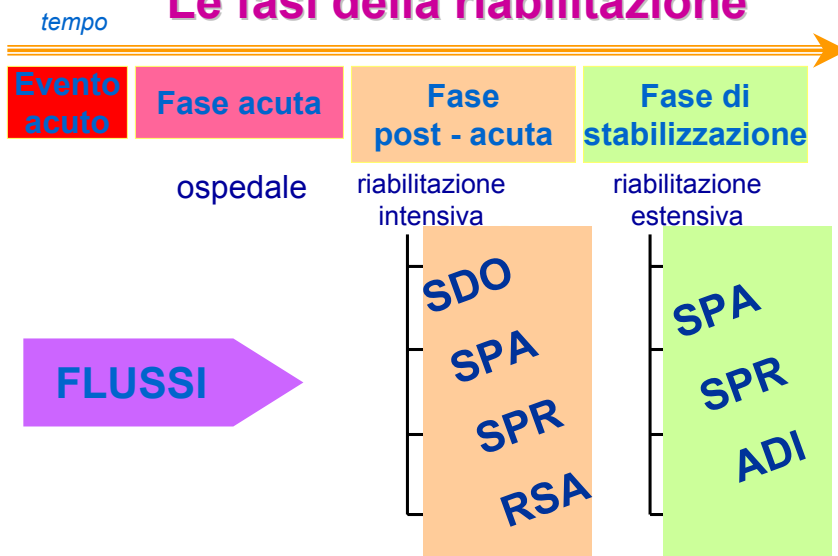 Le fasi della riabilitazione
tempo
Evento
acuto
Fase acuta
Fase
post - acuta
Fase di
stabilizzazione
ospedale
riabilitazione
intensiva
riabilitazione
estensiva
FLUSSI
SDO
SPA
SPR
RSA
SPA
SPR
ADI